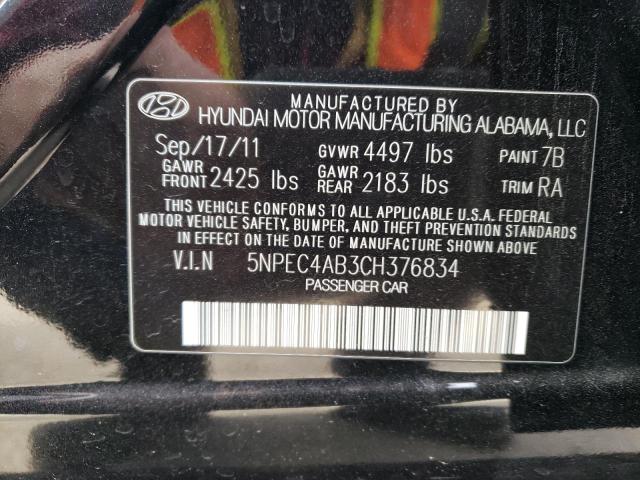 MANUFACTURED BY
HYUNDAI MOTOR MANUFACTURING ALABAMA, LLC
Sep/17/11 GVWR 4497 lbs PAINT 7B
GAWR FRONT 2425 lbs GAWR REAR 2183 lbs TRIM RA
THIS VEHICLE CONFORMS TO ALL APPLICABLE U.S.A. FEDERAL
MOTOR VEHICLE SAFETY, BUMPER, AND THEFT PREVENTION STANDARDS
IN EFFECT ON THE DATE OF MANUFACTURE SHOWN ABOVE.
V.I.N 5NPEC4AB3CH376834
PASSENGER CAR